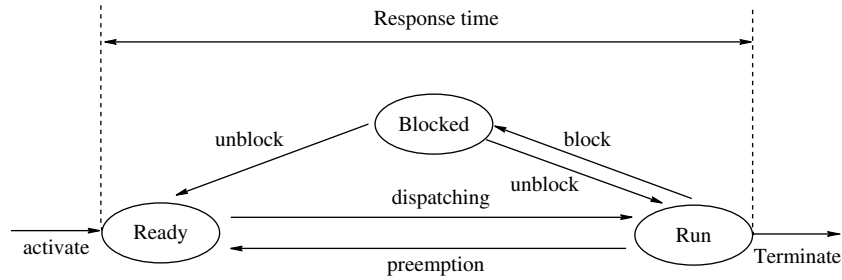 Response time
Blocked
unblock
block
unblock
dispatching
Ready
Run
activate
preemption
Terminate